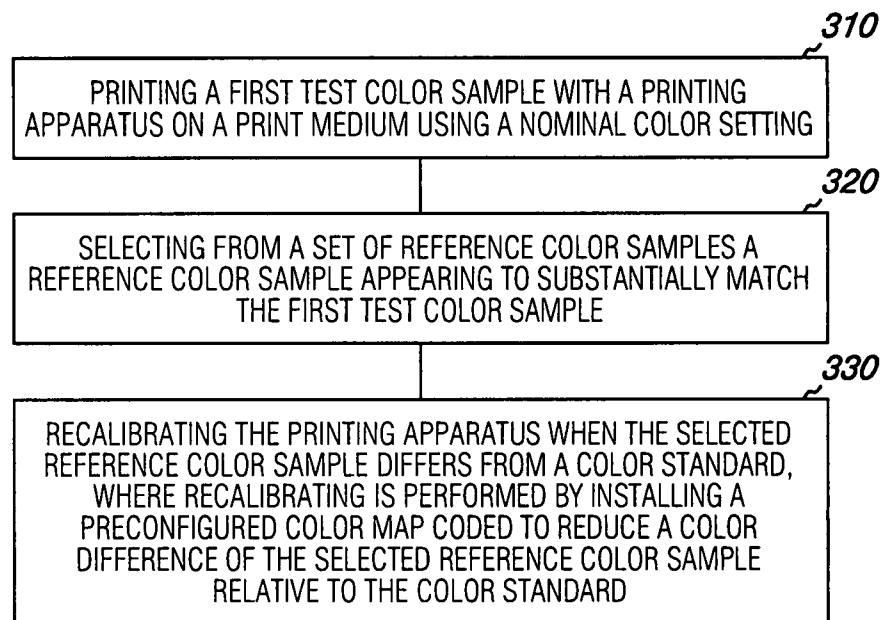 310
PRINTING A FIRST TEST COLOR SAMPLE WITH A PRINTING
APPARATUS ON A PRINT MEDIUM USING A NOMINAL COLOR SETTING
320
SELECTING FROM A SET OF REFERENCE COLOR SAMPLES A
REFERENCE COLOR SAMPLE APPEARING TO SUBSTANTIALLY MATCH
THE FIRST TEST COLOR SAMPLE
330
RECALIBRATING THE PRINTING APPARATUS WHEN THE SELECTED
REFERENCE COLOR SAMPLE DIFFERS FROM A COLOR STANDARD,
WHERE RECALIBRATING IS PERFORMED BY INSTALLING A
PRECONFIGURED COLOR MAP CODED TO REDUCE A COLOR
DIFFERENCE OF THE SELECTED REFERENCE COLOR SAMPLE
RELATIVE TO THE COLOR STANDARD